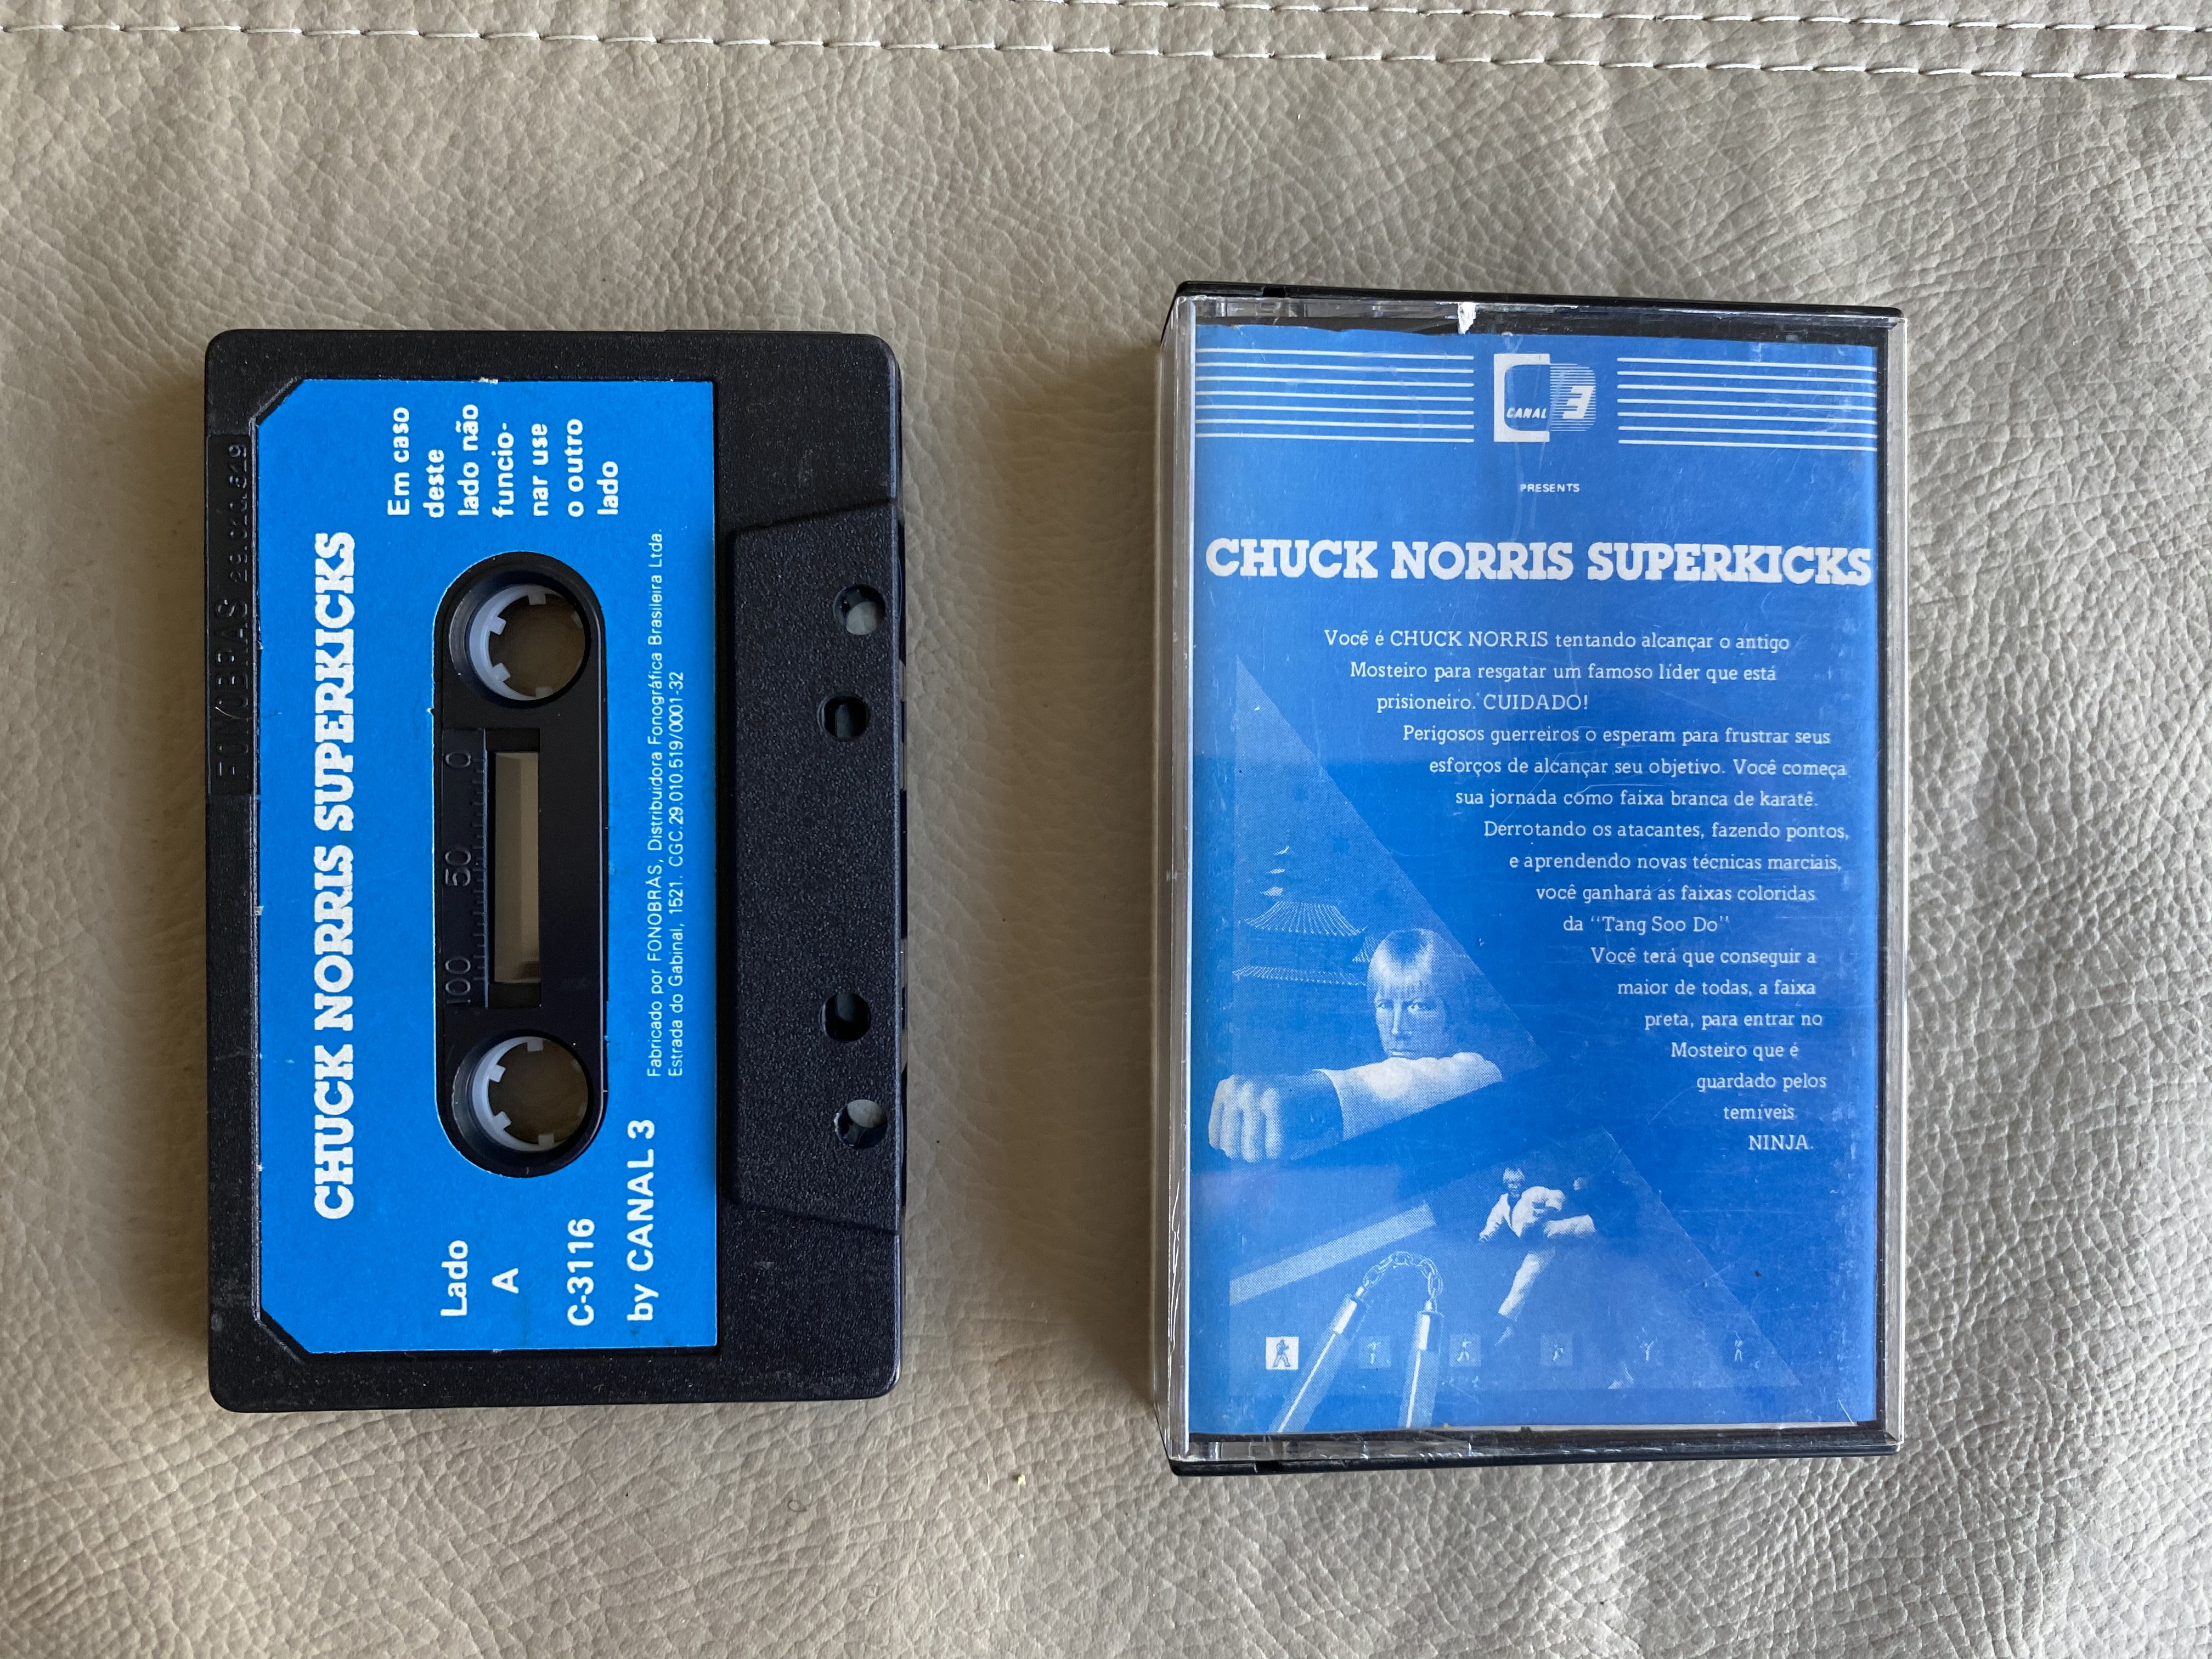 FONOBRAS 29.010.519
CHUCK NORRIS SUPERKICKS
Em caso
deste
lado não
funcio-
nar use
o outro
lado
100 50 0
Lado
A
C-3116
by CANAL 3
Fabricado por FONOBRÁS, Distribuidora Fonográfica Brasileira Ltda.
Estrada do Gabinal, 1521. CGC.29.010.519/0001-32
CANAL 3
PRESENTS
CHUCK NORRIS SUPERKICKS
Você é CHUCK NORRIS tentando alcançar o antigo
Mosteiro para resgatar um famoso líder que está
prisioneiro. CUIDADO!
Perigosos guerreiros o esperam para frustrar seus
esforços de alcançar seu objetivo. Você começa
sua jornada como faixa branca de karatê.
Derrotando os atacantes, fazendo pontos,
e aprendendo novas técnicas marciais,
você ganhará as faixas coloridas
da "Tang Soo Do"
Você terá que conseguir a
maior de todas, a faixa
preta, para entrar no
Mosteiro que é
guardado pelos
temíveis
NINJA.